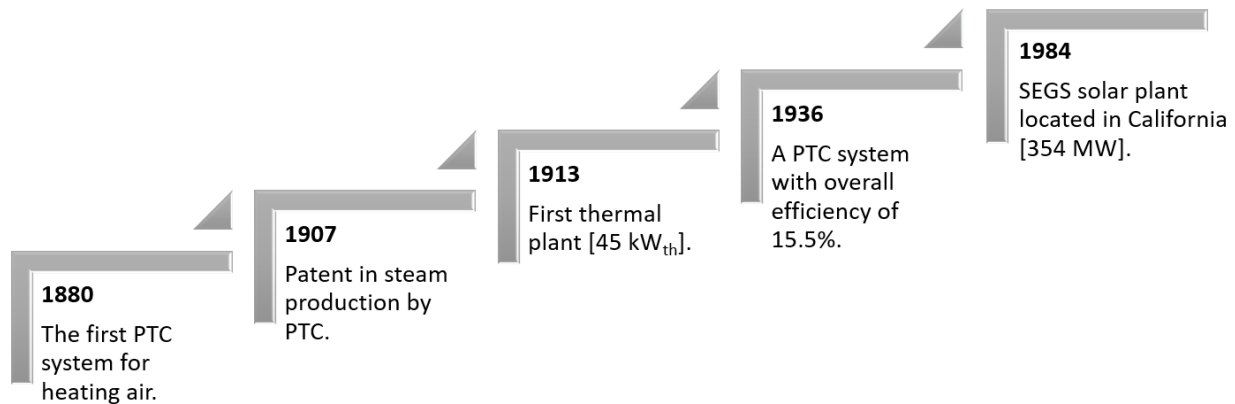 1880
The first PTC
system for
heating air.
1907
Patent in steam
production by
PTC.
1913
First thermal
plant [45 kWth].
1936
A PTC system
with overall
efficiency of
15.5%.
1984
SEGS solar plant
located in California
[354 MW].